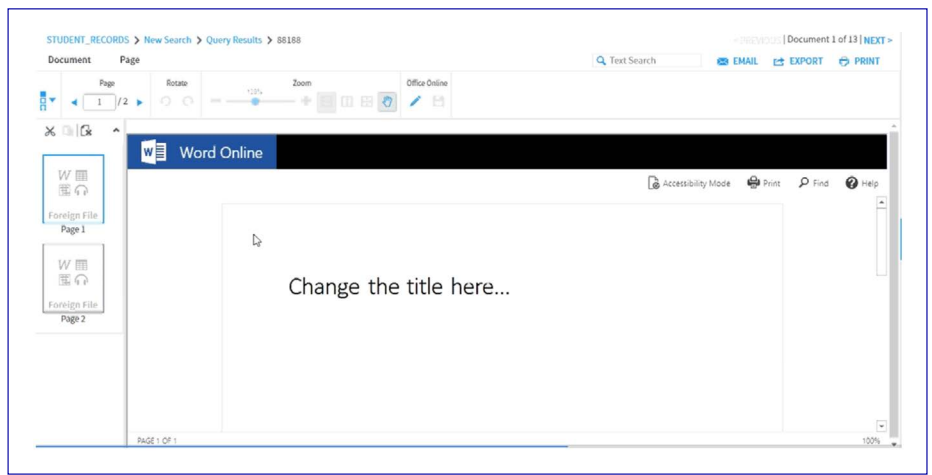 STUDENT_RECORDS > New Search > Query Results > 88188
< PREVIOUS | Document 1 of 13 | NEXT >
Document Page
Text Search EMAIL EXPORT PRINT
Page Rotate Zoom Office Online
1 / 2
Word Online
Accessibility Mode Print Find Help
Foreign File
Page 1
Foreign File
Page 2
Change the title here...
PAGE 1 OF 1 100%